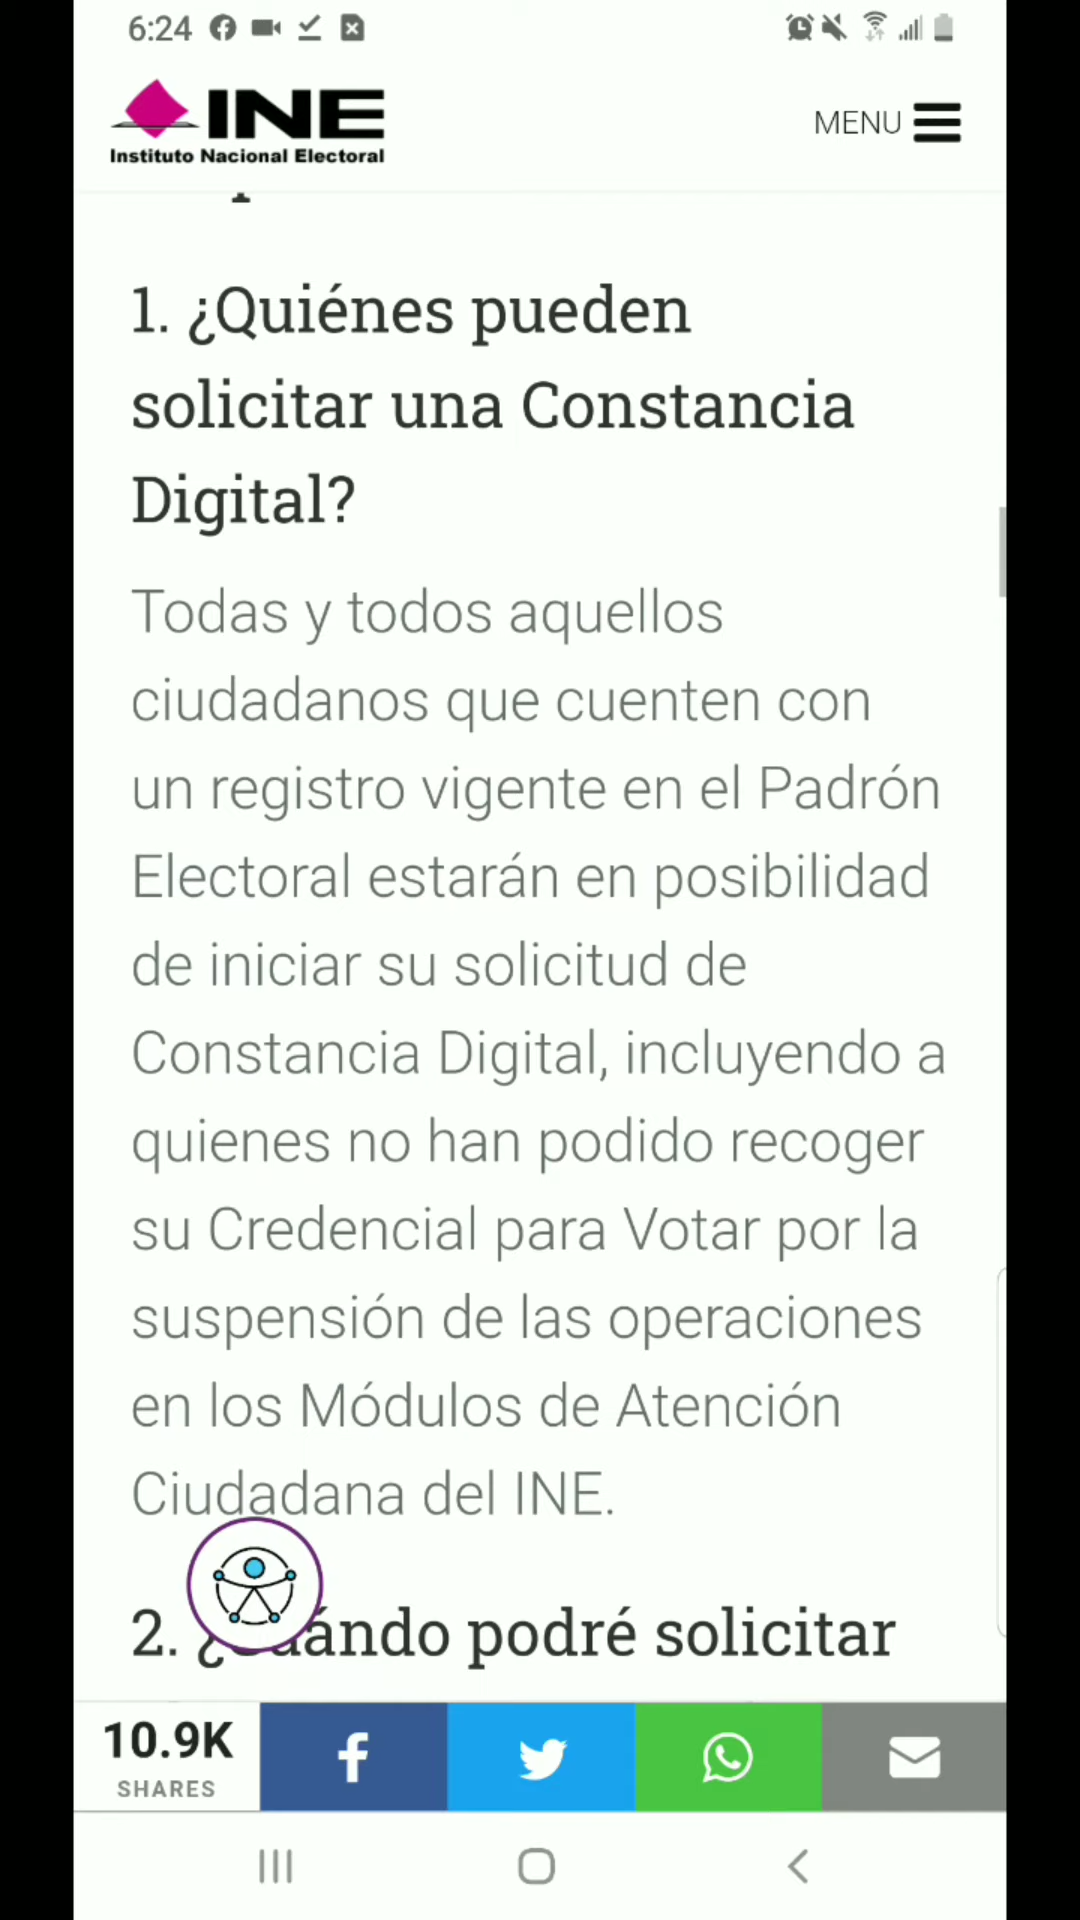 6:24
INE
Instituto Nacional Electoral
MENU
1. ¿Quiénes pueden
solicitar una Constancia
Digital?
Todas y todos aquellos
ciudadanos que cuenten con
un registro vigente en el Padrón
Electoral estarán en posibilidad
de iniciar su solicitud de
Constancia Digital, incluyendo a
quienes no han podido recoger
su Credencial para Votar por la
suspensión de las operaciones
en los Módulos de Atención
Ciudadana del INE.
2. ¿Cuándo podré solicitar
10.9K
SHARES